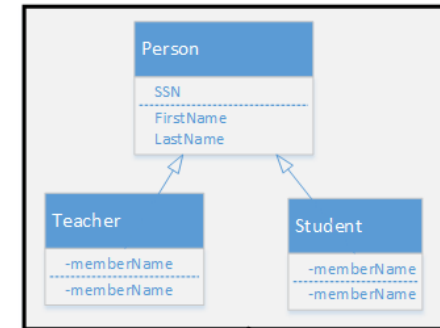 Person
SSN
FirstName
LastName
Teacher
-memberName
-memberName
Student
-memberName
-memberName